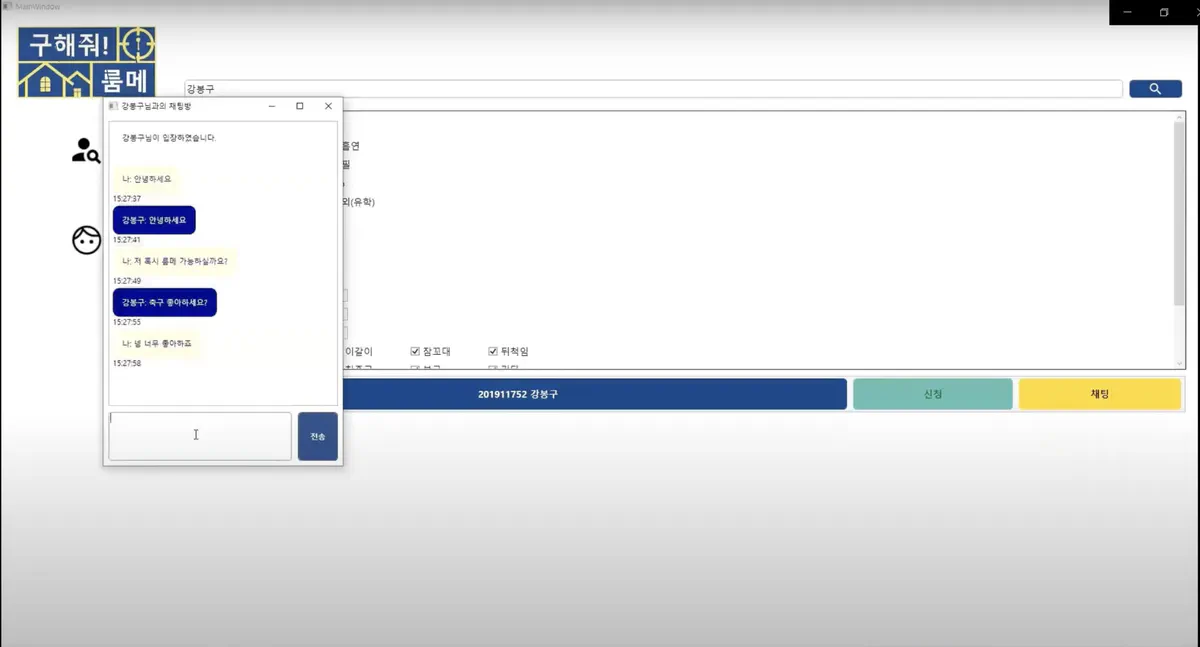 MainWindow
구해줘!
룸메
강봉구
강봉구님과의 채팅방
강봉구님이 입장하였습니다.
나: 안녕하세요
15:27:37
강봉구: 안녕하세요
15:27:41
나: 저 혹시 룸메 가능하실까요?
15:27:49
강봉구: 축구 좋아하세요?
15:27:55
나: 넵 너무 좋아하죠
15:27:58
전송
흡연
필
외(유학)
이갈이 잠꼬대 뒤척임
201911752 강봉구
신청
채팅